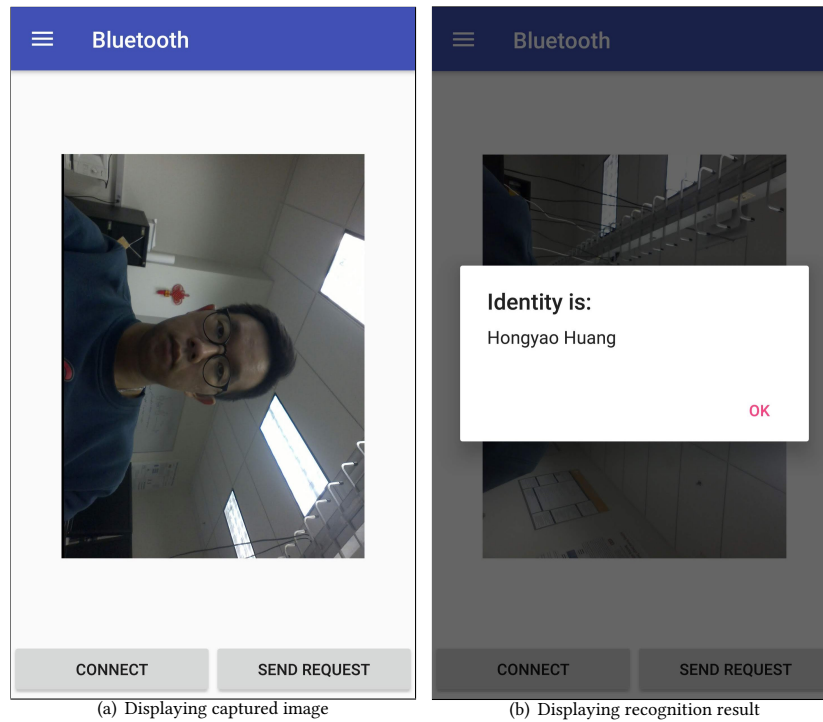 Bluetooth
CONNECT
SEND REQUEST
(a) Displaying captured image
Bluetooth
Identity is:
Hongyao Huang
OK
CONNECT
SEND REQUEST
(b) Displaying recognition result